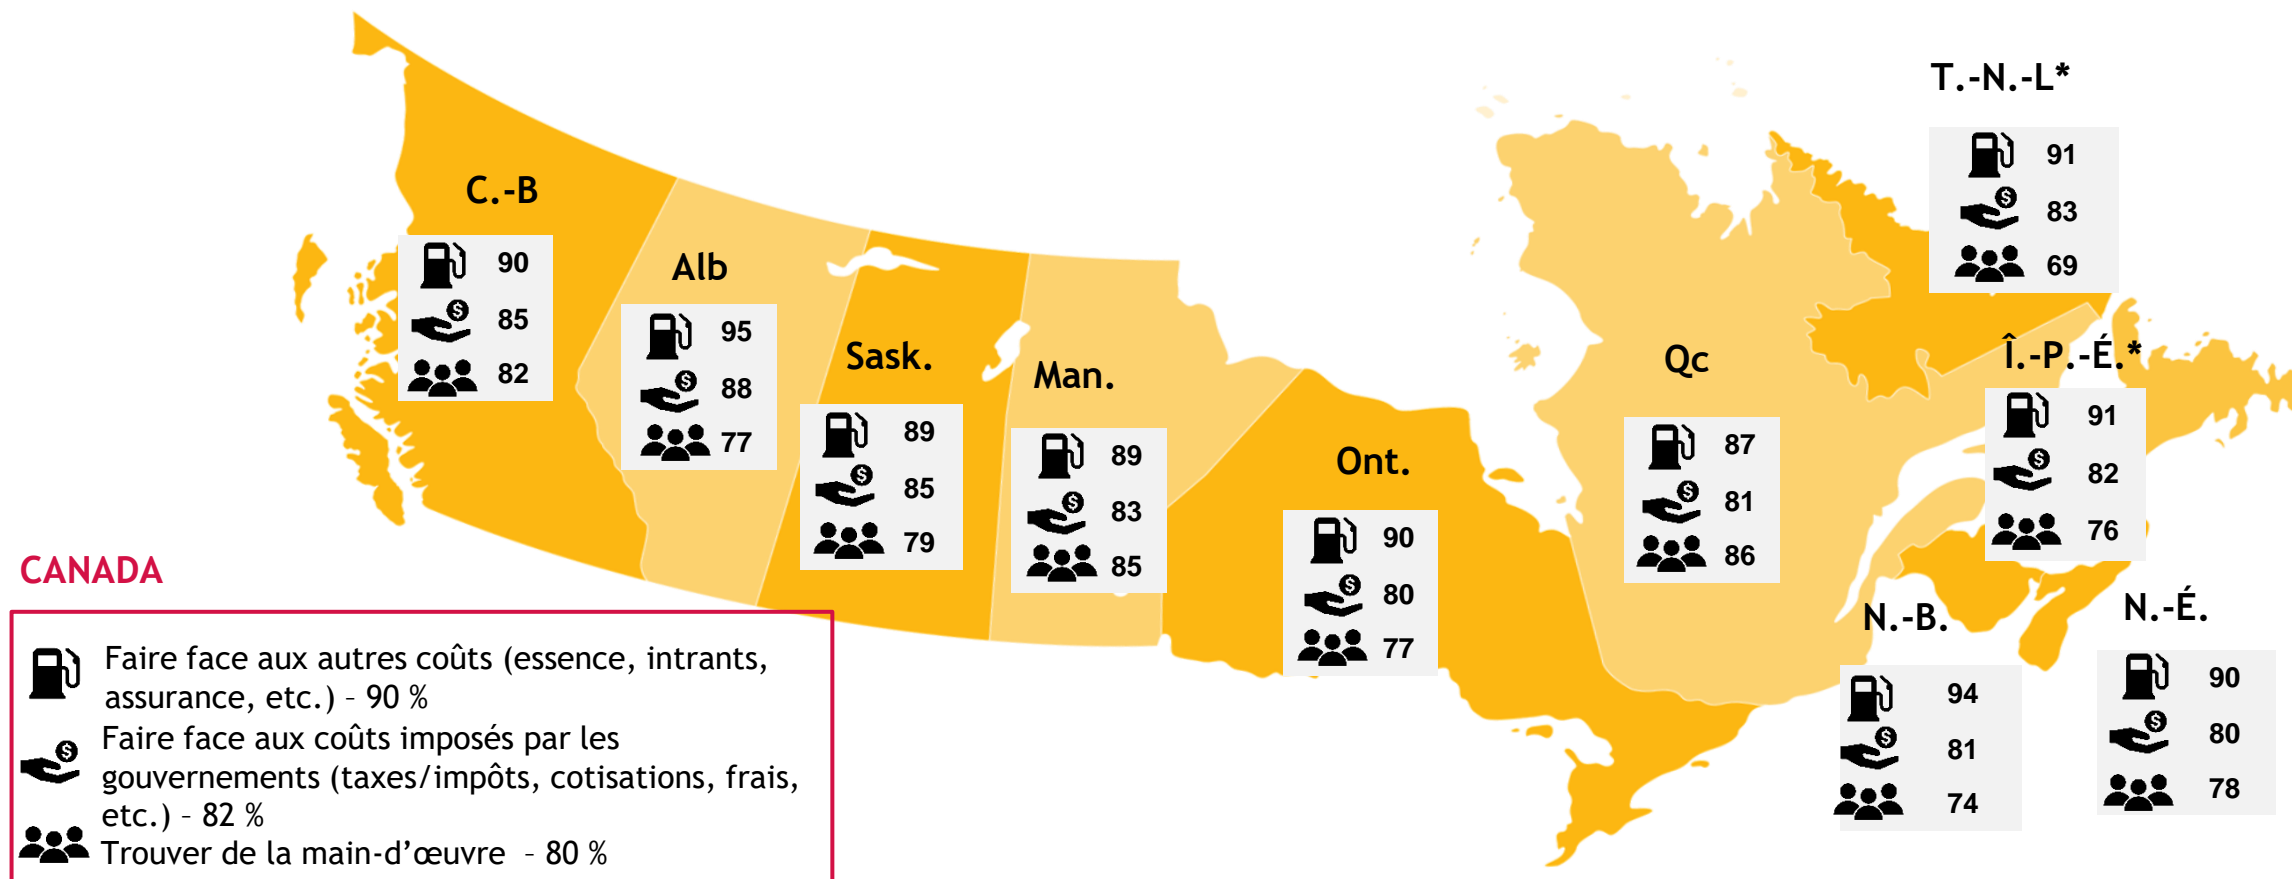 T.-N.-L*
91
83
69
C.-B
90
85
82
Alb
95
88
77
Sask.
89
85
79
Man.
89
83
85
Ont.
90
80
77
Qc
87
81
86
Î.-P.-É.*
91
82
76
N.-B.
94
81
74
N.-É.
90
80
78
CANADA
Faire face aux autres coûts (essence, intrants,
assurance, etc.) – 90 %
Faire face aux coûts imposés par les
gouvernements (taxes/impôts, cotisations, frais,
etc.) – 82 %
Trouver de la main-d’œuvre – 80 %